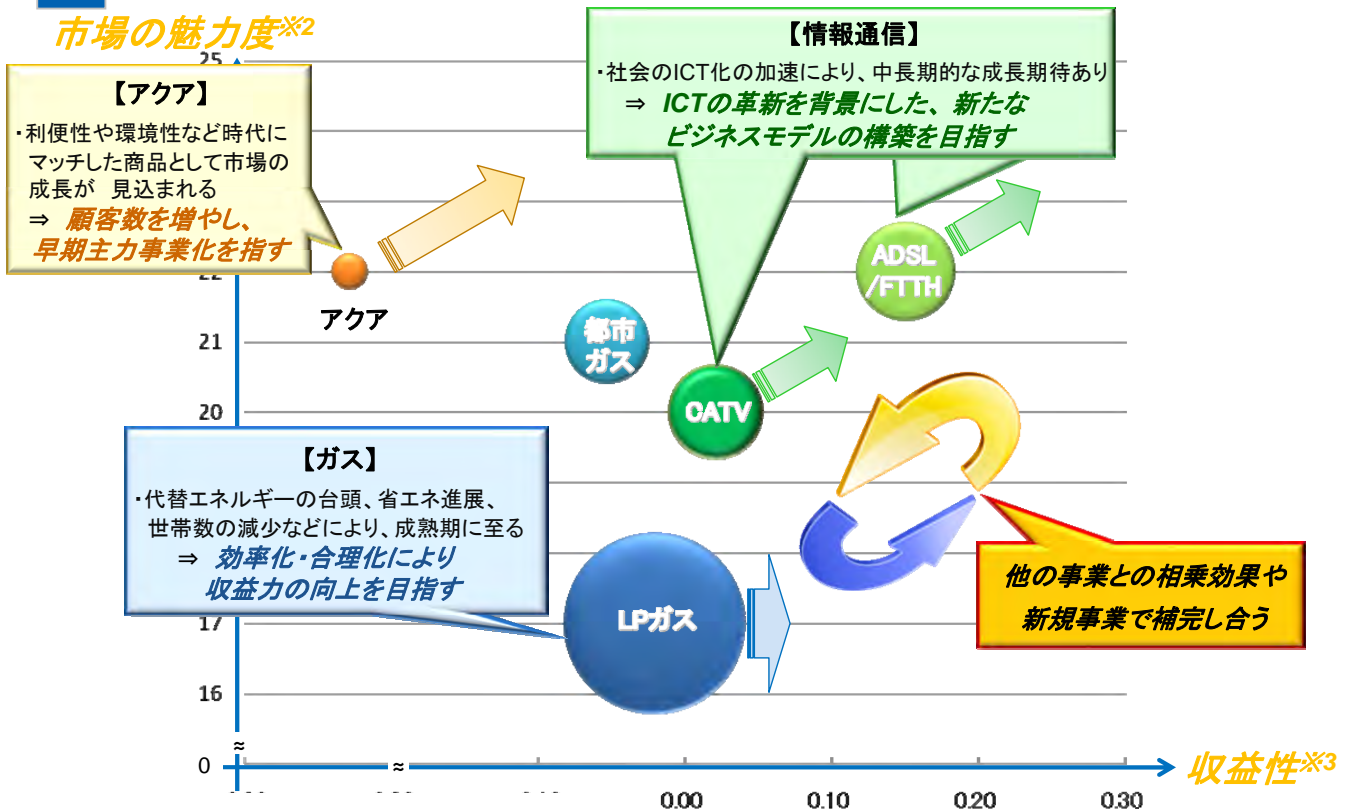 市場の魅力度※2
25
【アクア】
・利便性や環境性など時代に
マッチした商品として市場の
成長が 見込まれる
⇒ 顧客数を増やし、
早期主力事業化を指す
【情報通信】
・社会のICT化の加速により、中長期的な成長期待あり
⇒ ICTの革新を背景にした、新たな
ビジネスモデルの構築を目指す
ADSL
/FTTH
22
アクア
都市
ガス
21
CATV
20
【ガス】
・代替エネルギーの台頭、省エネ進展、
世帯数の減少などにより、成熟期に至る
⇒ 効率化・合理化により
収益力の向上を目指す
LPガス
他の事業との相乗効果や
新規事業で補完し合う
17
16
≈
0
≈
収益性※3
0.00
0.10
0.20
0.30